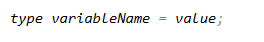 type variableName = value;